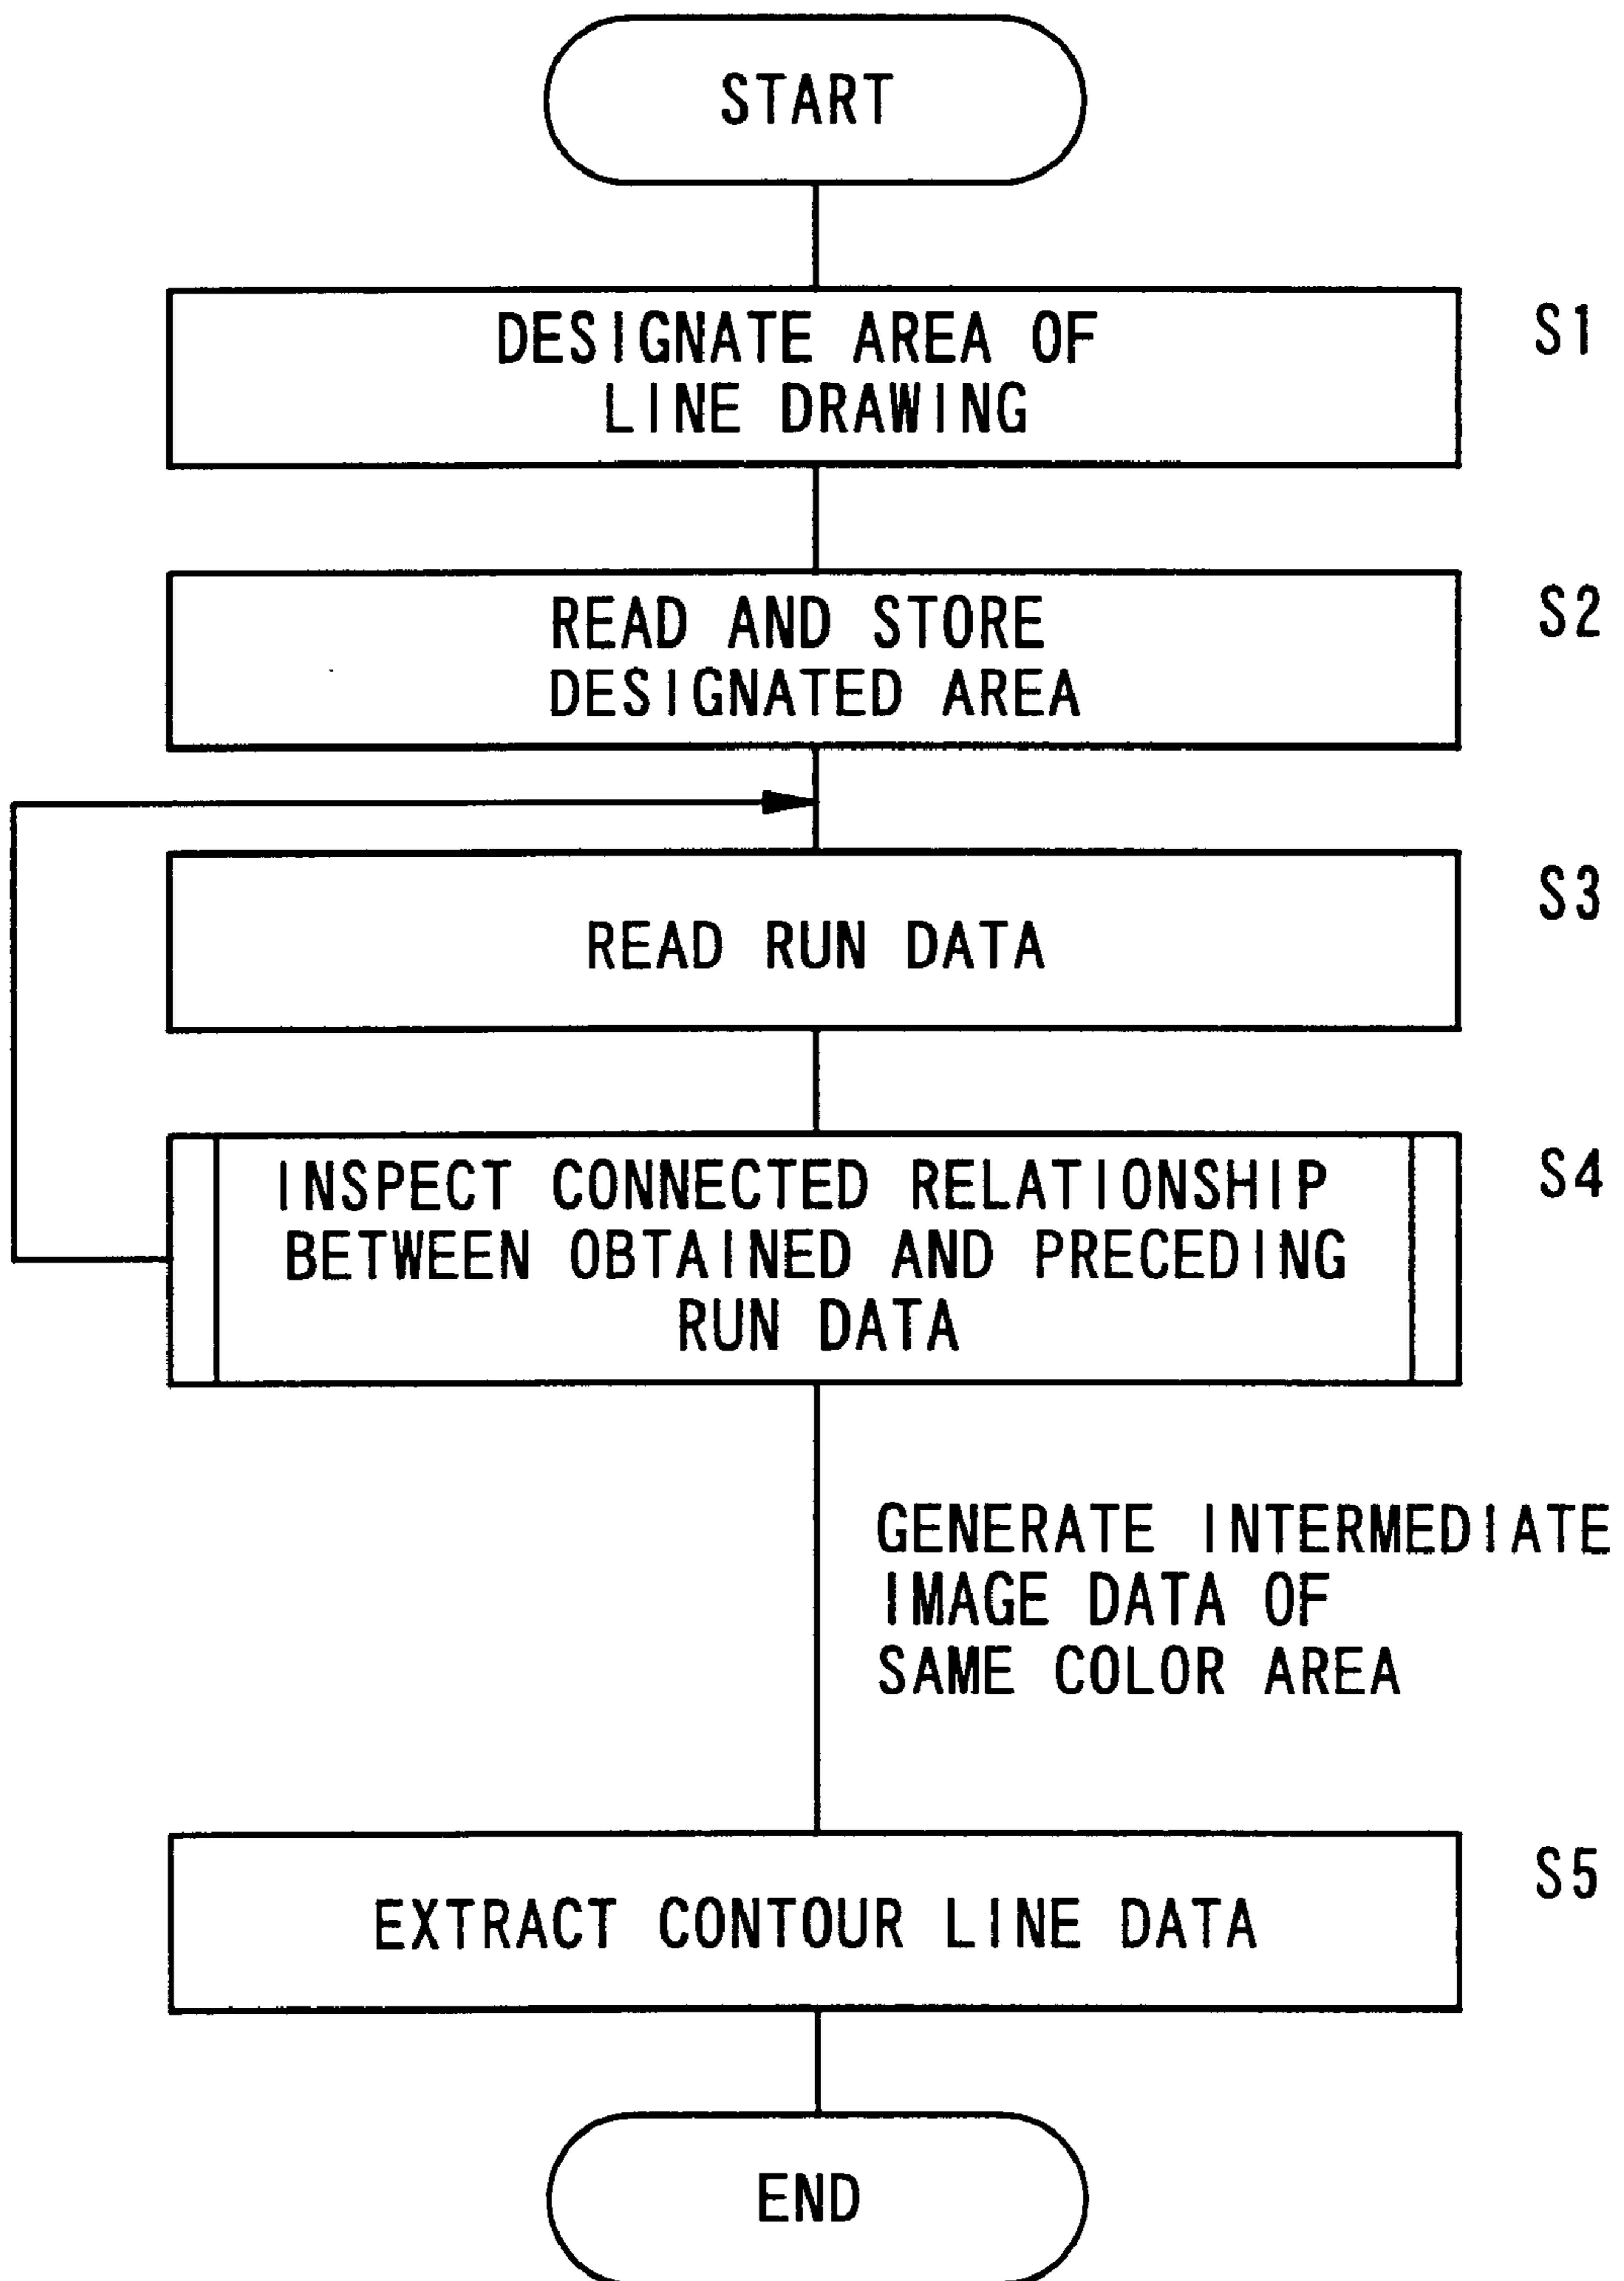 START
DESIGNATE AREA OF
LINE DRAWING
S1
READ AND STORE
DESIGNATED AREA
S2
READ RUN DATA
S3
INSPECT CONNECTED RELATIONSHIP
BETWEEN OBTAINED AND PRECEDING
RUN DATA
S4
GENERATE INTERMEDIATE
IMAGE DATA OF
SAME COLOR AREA
EXTRACT CONTOUR LINE DATA
S5
END